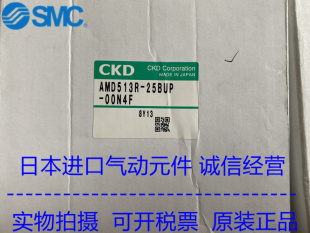 SMC
CKD
CKD Corporation
MADE IN JAPAN
AMD513R-25BUP
-00N4F
8Y13
日本进口气动元件 诚信经营
实物拍摄 可开税票 原装正品